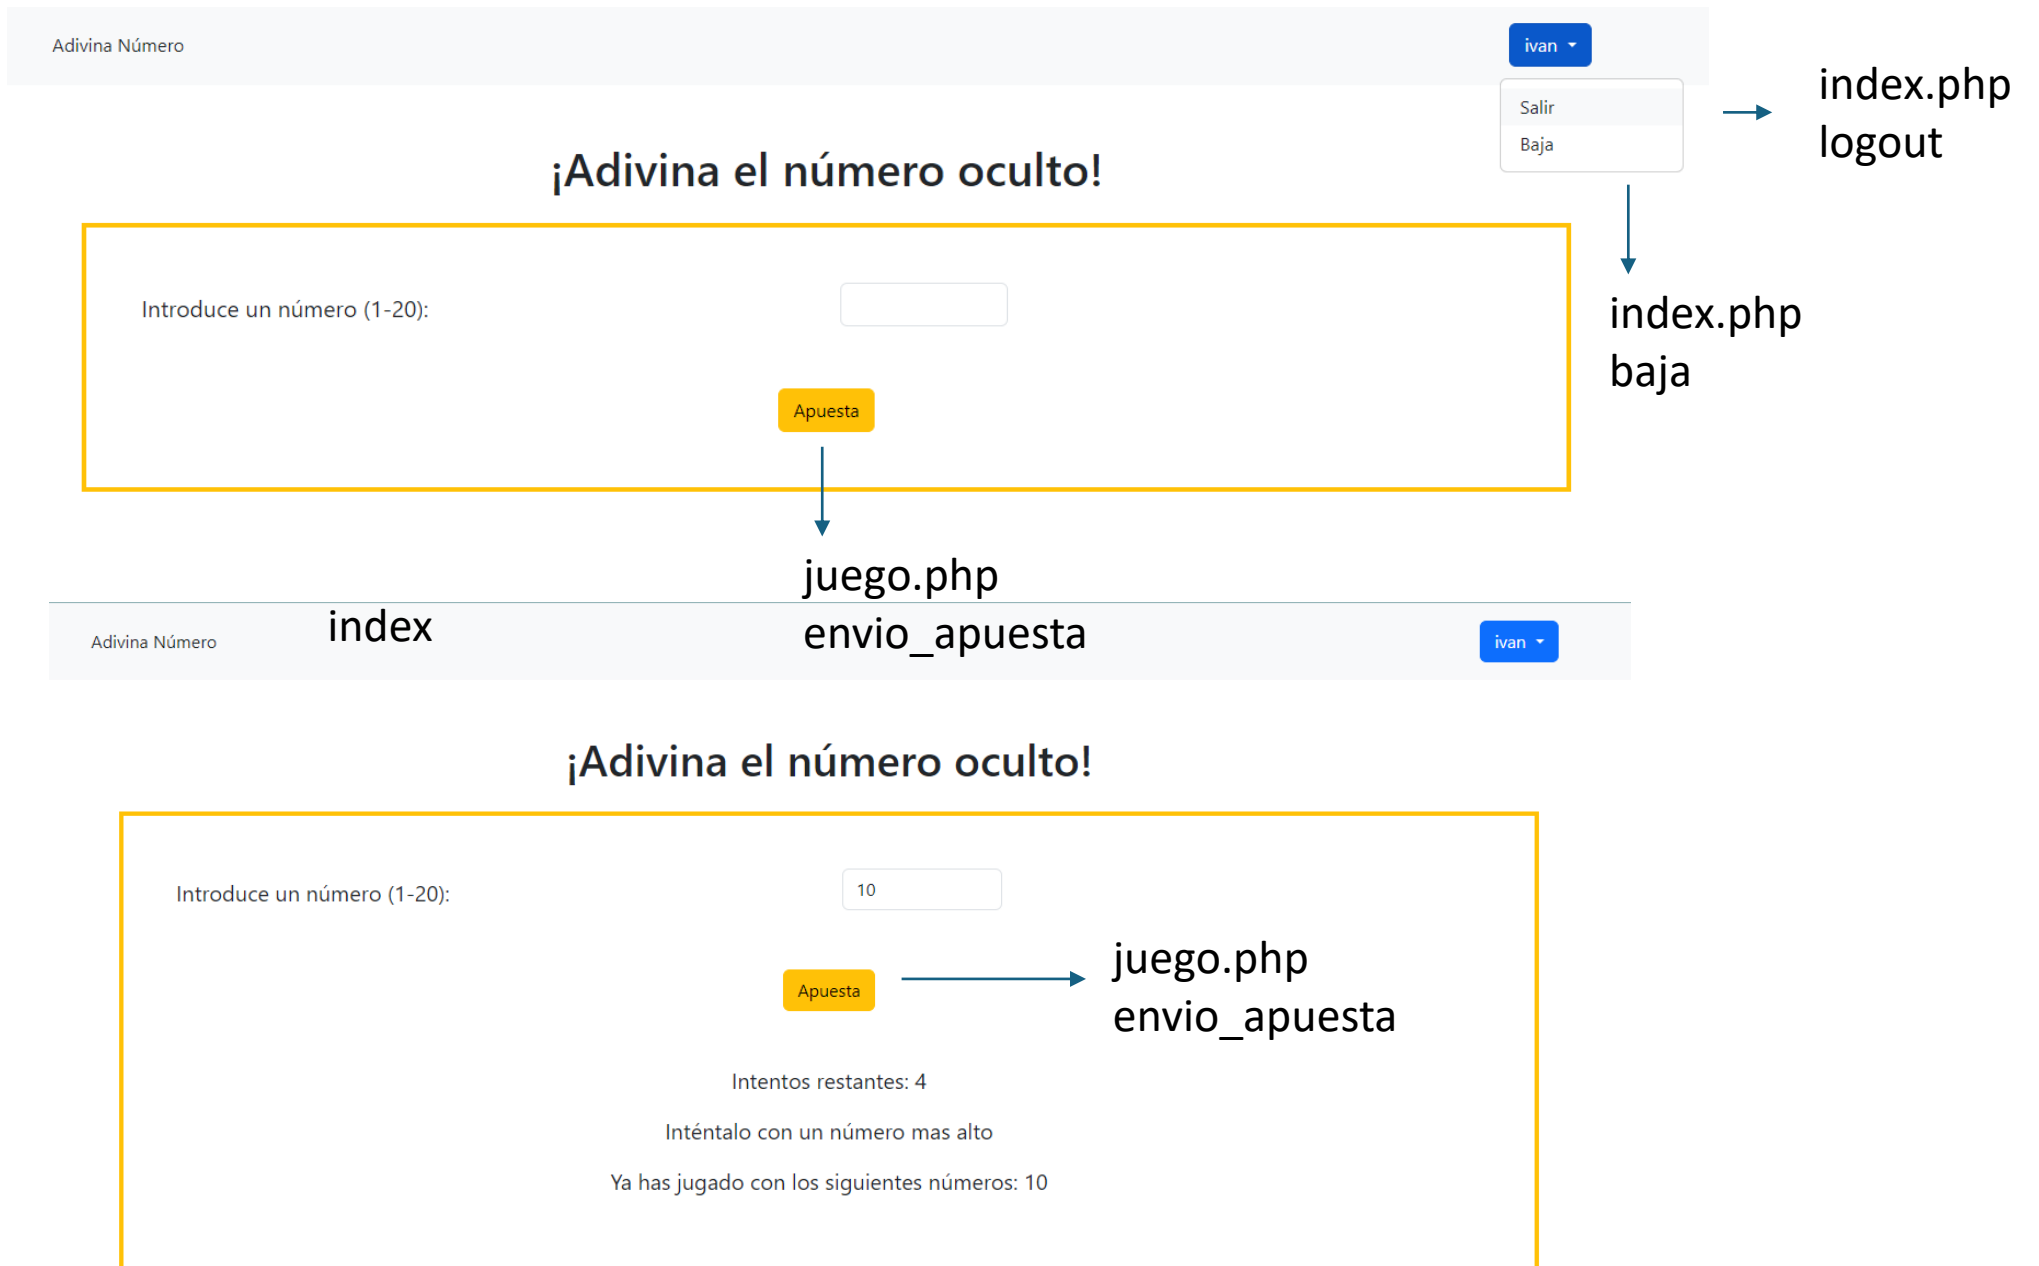 Adivina Número
ivan
Salir
Baja
index.php
logout
¡Adivina el número oculto!
Introduce un número (1-20):
index.php
baja
Apuesta
juego.php
envio_apuesta
Adivina Número
index
ivan
¡Adivina el número oculto!
Introduce un número (1-20):
10
Apuesta
juego.php
envio_apuesta
Intentos restantes: 4
Inténtalo con un número mas alto
Ya has jugado con los siguientes números: 10